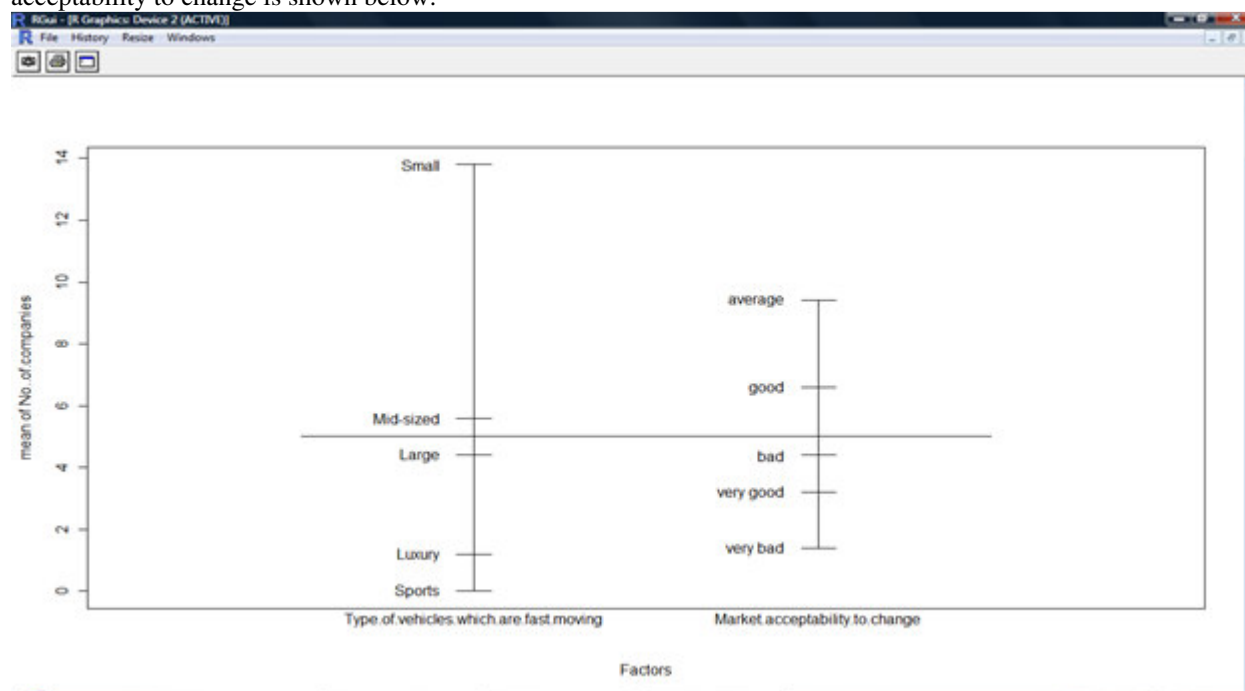 acceptability to change is shown below:
RGui - [R Graphics: Device 2 (ACTIVE)]
File History Resize Windows
14
12
10
8
6
4
2
0
mean of No..of.companies
Small
Mid-sized
Large
Luxury
Sports
average
good
bad
very good
very bad
Type.of.vehicles.which.are.fast.moving
Market.acceptability.to.change
Factors